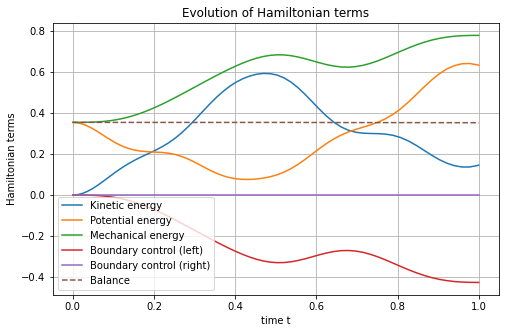 Evolution of Hamiltonian terms
Hamiltonian terms
0.8
0.6
0.4
0.2
0.0
−0.2
−0.4
Kinetic energy
Potential energy
Mechanical energy
Boundary control (left)
Boundary control (right)
Balance
0.0 0.2 0.4 0.6 0.8 1.0
time t